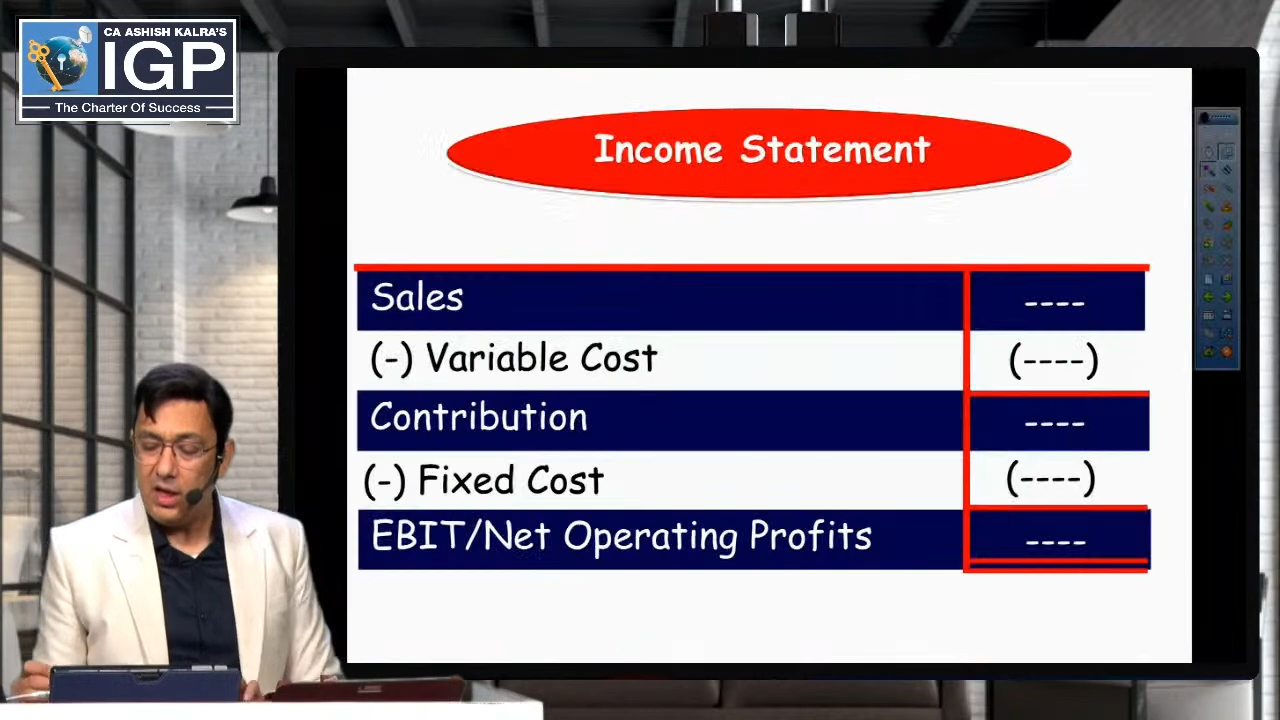 CA ASHISH KALRA'S
IGP
The Charter Of Success
Income Statement
Sales ----
(-) Variable Cost (----)
Contribution ----
(-) Fixed Cost (----)
EBIT/Net Operating Profits ----